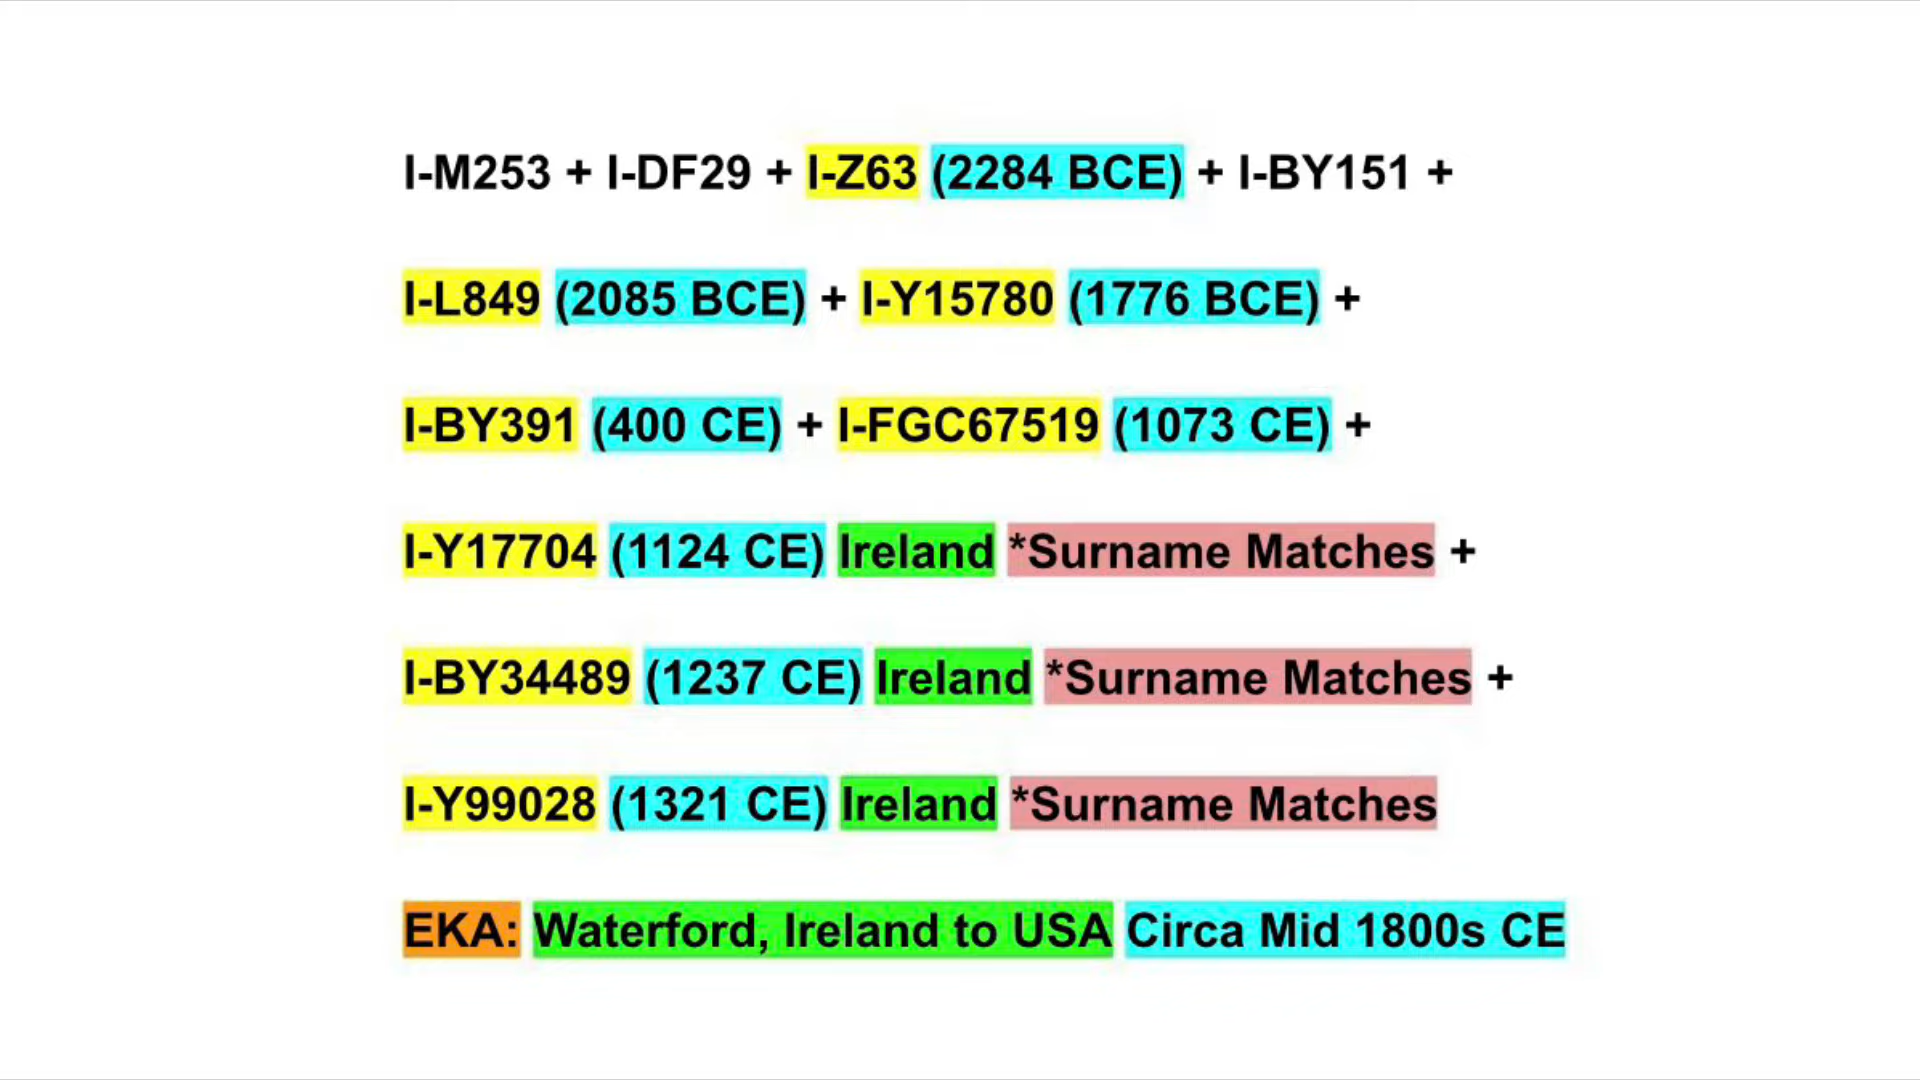 I-M253 + I-DF29 + I-Z63 (2284 BCE) + I-BY151 +
I-L849 (2085 BCE) + I-Y15780 (1776 BCE) +
I-BY391 (400 CE) + I-FGC67519 (1073 CE) +
I-Y17704 (1124 CE) Ireland *Surname Matches +
I-BY34489 (1237 CE) Ireland *Surname Matches +
I-Y99028 (1321 CE) Ireland *Surname Matches
EKA: Waterford, Ireland to USA Circa Mid 1800s CE